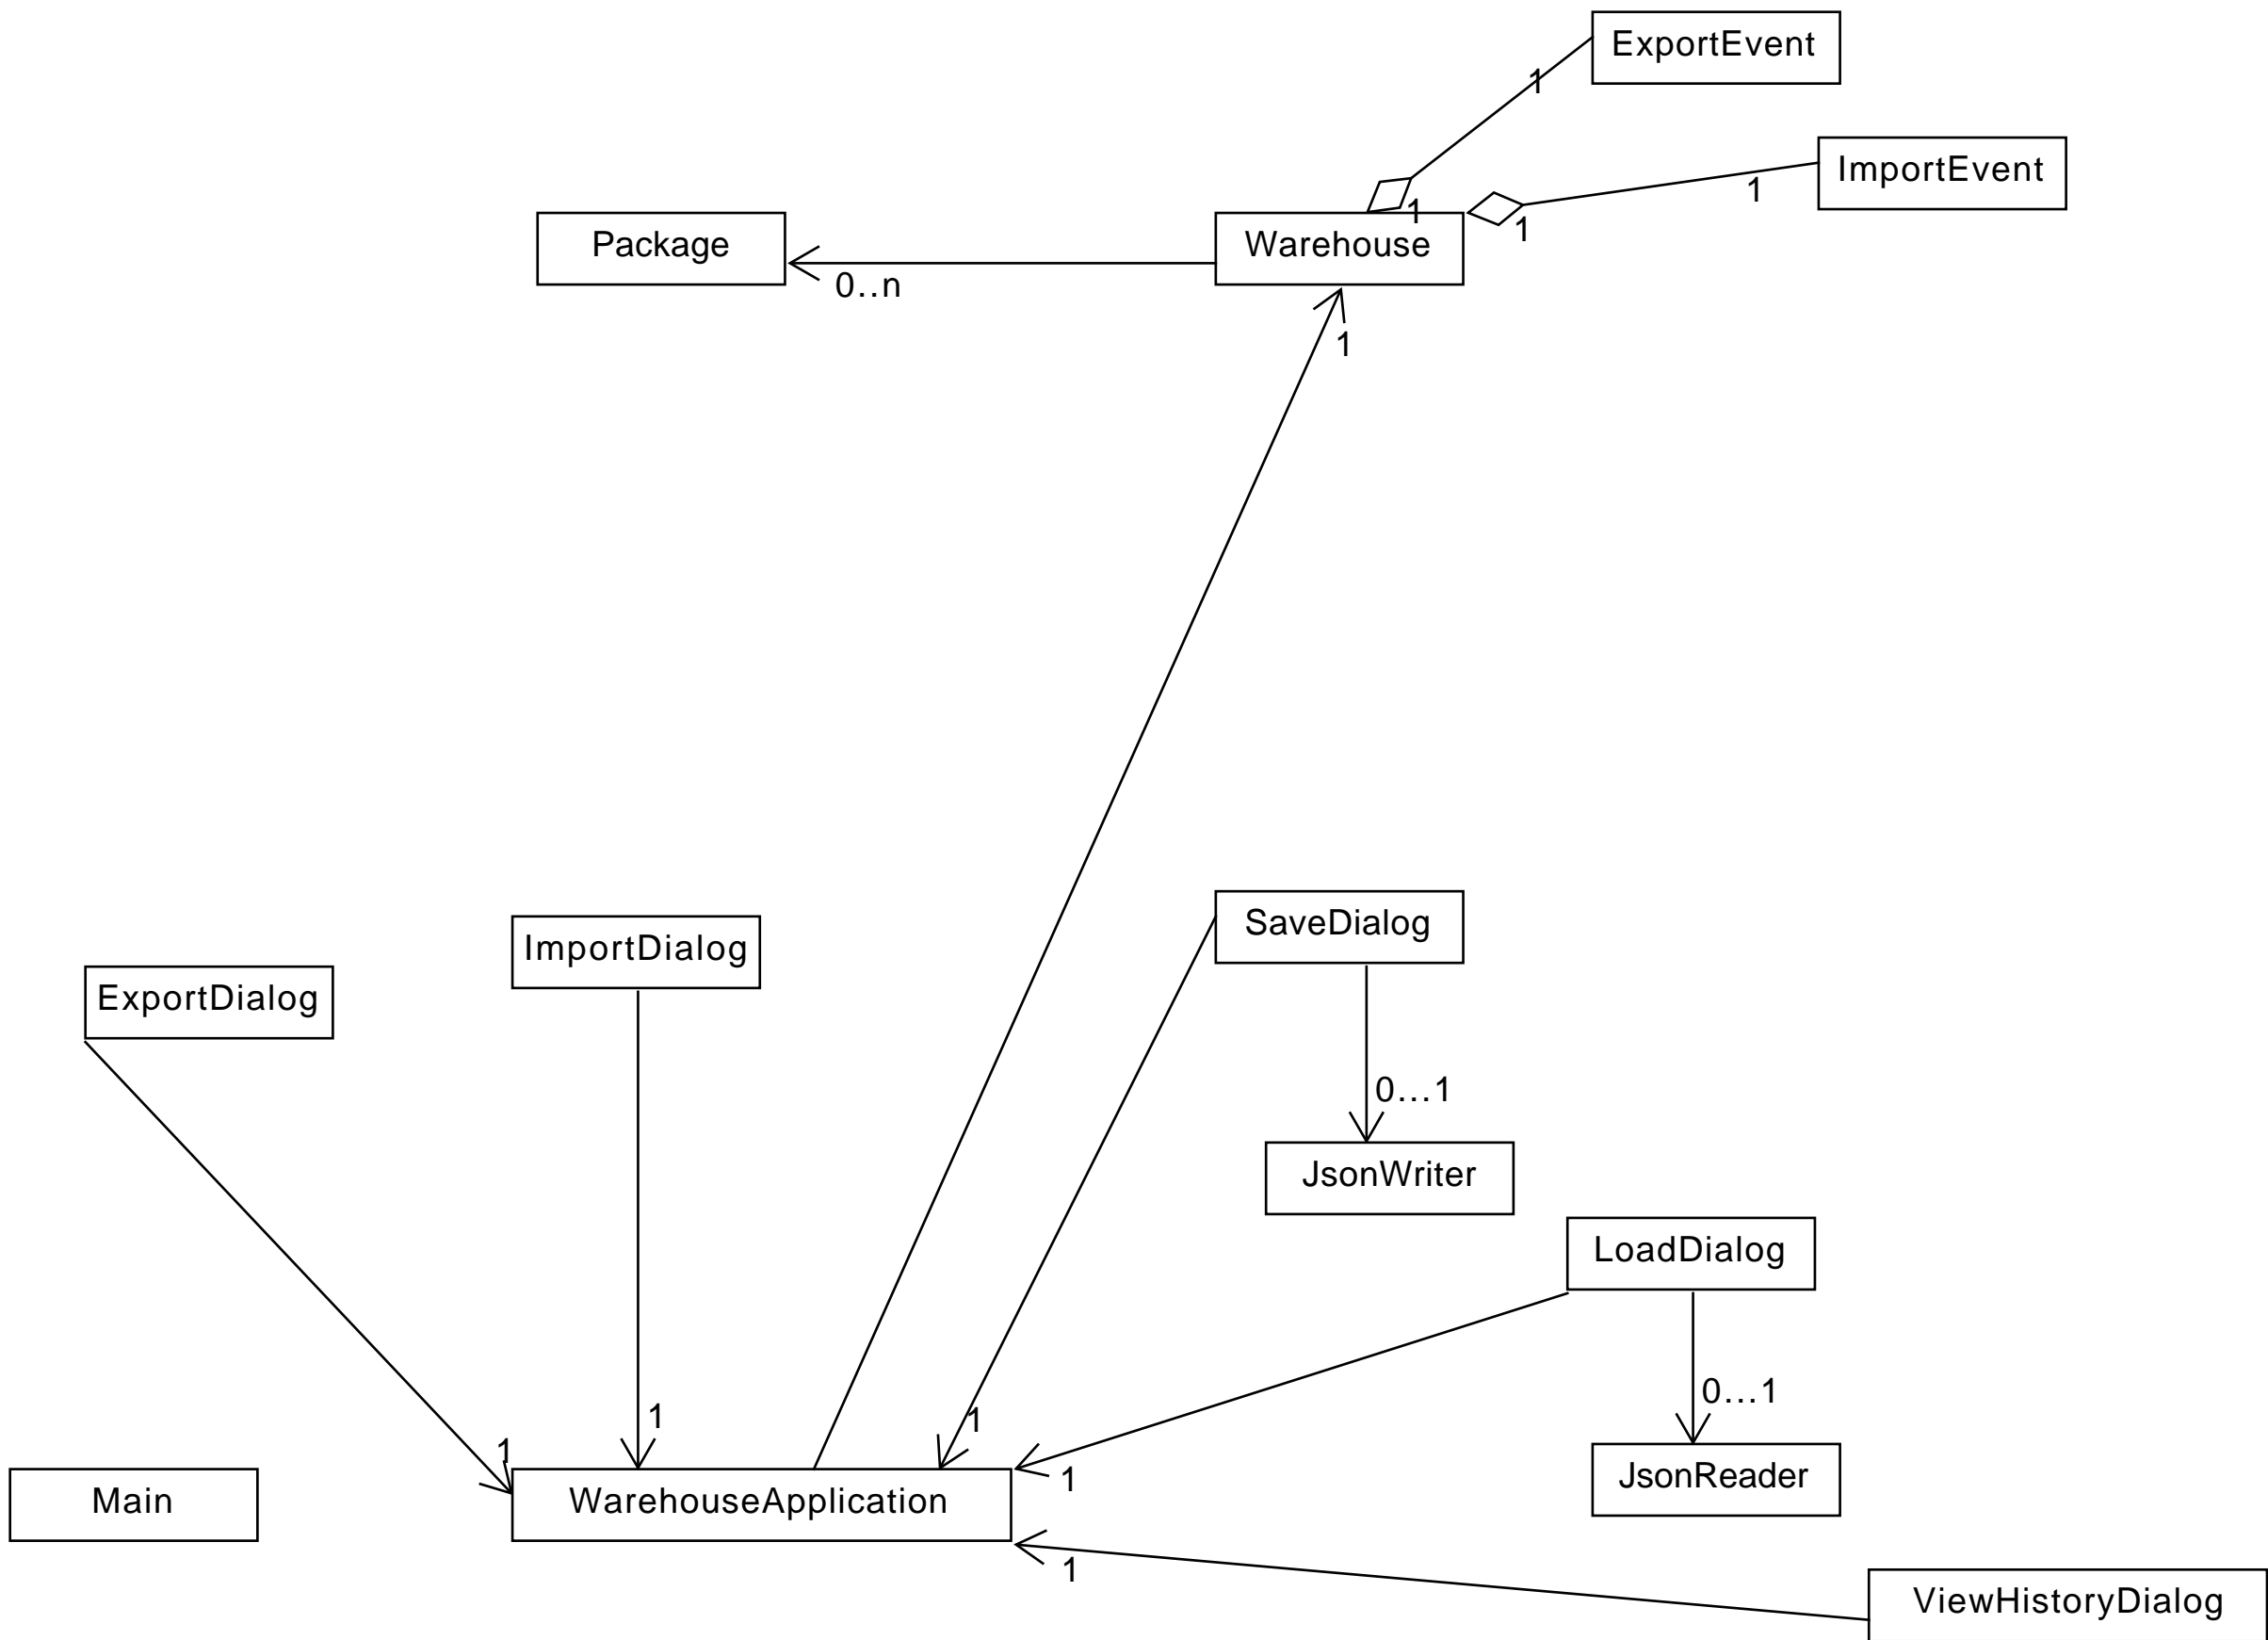 ExportEvent
1
ImportEvent
1
1
1
Package
Warehouse
0..n
1
SaveDialog
ImportDialog
ExportDialog
0...1
JsonWriter
LoadDialog
0...1
1
1
1
1
JsonReader
Main
WarehouseApplication
1
ViewHistoryDialog